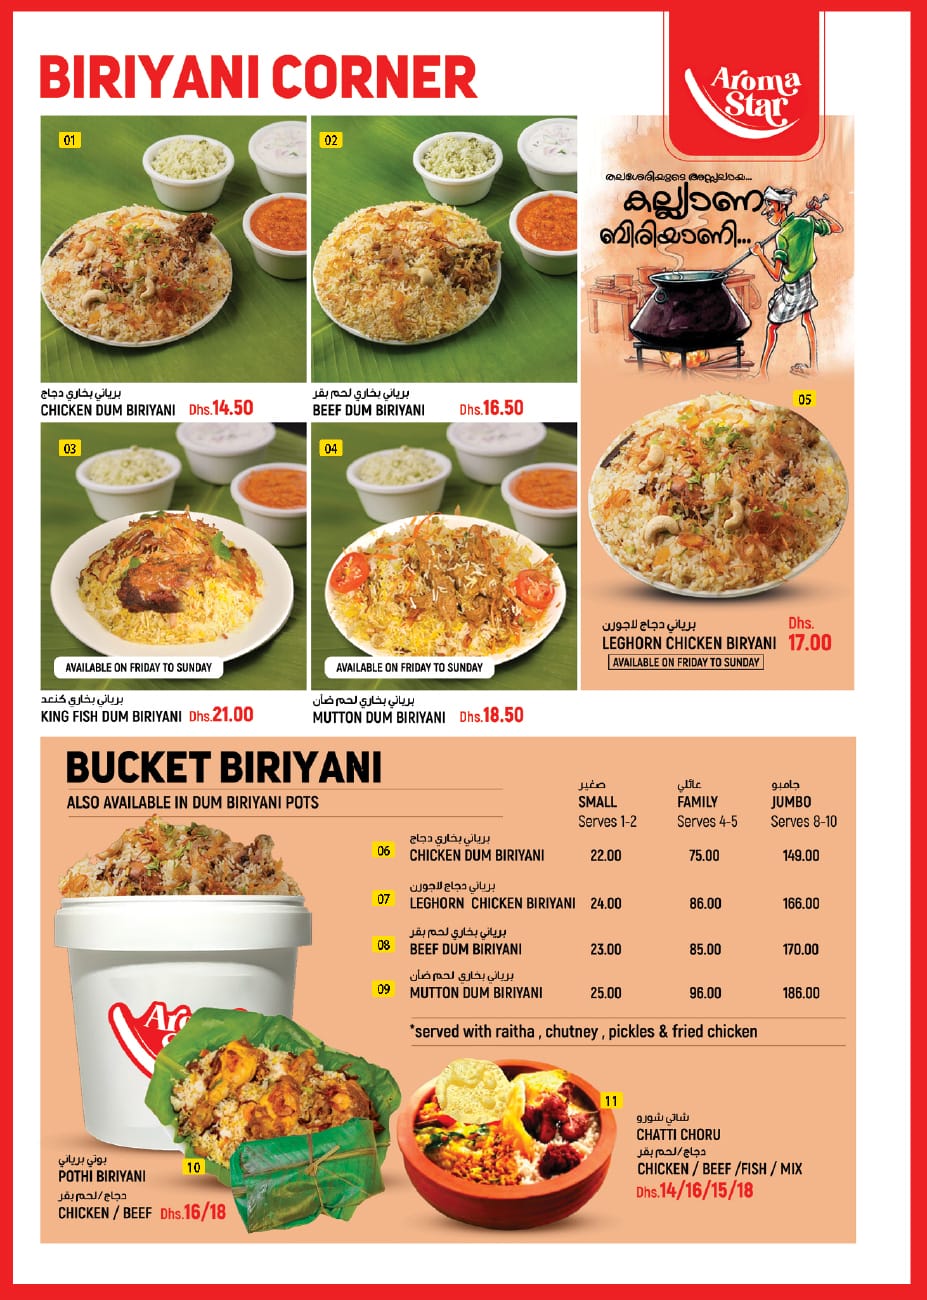 BIRIYANI CORNER
Aroma
Star
01
برياني بخاري دجاج
CHICKEN DUM BIRIYANI Dhs.14.50
02
برياني بخاري لحم بقر
BEEF DUM BIRIYANI Dhs.16.50
03
AVAILABLE ON FRIDAY TO SUNDAY
برياني بخاري كنعد
KING FISH DUM BIRIYANI Dhs.21.00
04
AVAILABLE ON FRIDAY TO SUNDAY
برياني بخاري لحم ضأن
MUTTON DUM BIRIYANI Dhs.18.50
തലശേരിയുടെ അസ്സലായ...
കല്ല്യാണ
ബിരിയാണി...
05
برياني دجاج لاجورن
LEGHORN CHICKEN BIRYANI Dhs. 17.00
AVAILABLE ON FRIDAY TO SUNDAY
BUCKET BIRIYANI
ALSO AVAILABLE IN DUM BIRIYANI POTS
صغير عائلي جامبو
SMALL FAMILY JUMBO
Serves 1-2 Serves 4-5 Serves 8-10
برياني بخاري دجاج
06 CHICKEN DUM BIRIYANI 22.00 75.00 149.00
برياني دجاج لاجورن
07 LEGHORN CHICKEN BIRIYANI 24.00 86.00 166.00
برياني بخاري لحم بقر
08 BEEF DUM BIRIYANI 23.00 85.00 170.00
برياني بخاري لحم ضأن
09 MUTTON DUM BIRIYANI 25.00 96.00 186.00
*served with raitha , chutney , pickles & fried chicken
بوتي برياني
POTHI BIRIYANI
10
دجاج/لحم بقر
CHICKEN / BEEF Dhs.16/18
11
شاتي شورو
CHATTI CHORU
دجاج/لحم بقر
CHICKEN / BEEF /FISH / MIX
Dhs.14/16/15/18